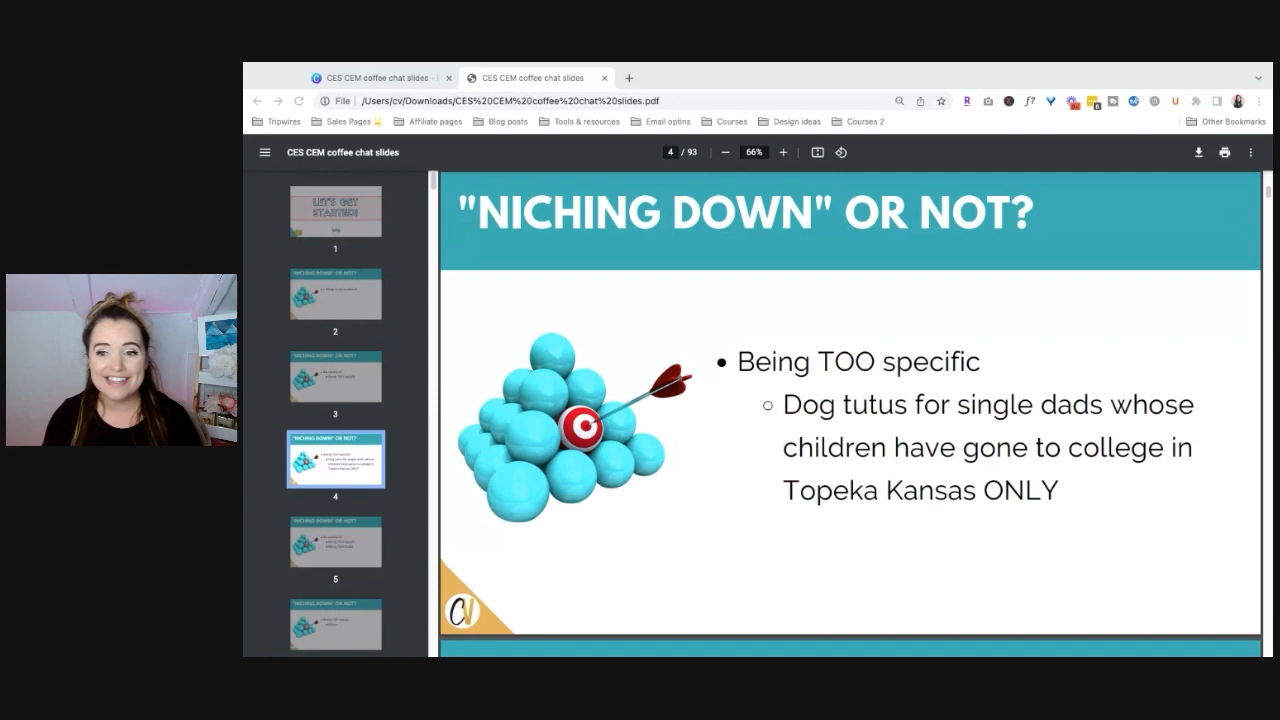 CES CEM coffee chat slides -
CES CEM coffee chat slides
File
/Users/cv/Downloads/CES%20CEM%20coffee%20chat%20slides.pdf
Tripwires
Sales Pages
Affiliate pages
Blog posts
Tools & resources
Email optins
Courses
Design ideas
Courses 2
Other Bookmarks
CES CEM coffee chat slides
4 / 93
66%
LET'S GET
STARTED!
1
"NICHING DOWN" OR NOT?
2
"NICHING DOWN" OR NOT?
3
"NICHING DOWN" OR NOT?
4
"NICHING DOWN" OR NOT?
5
"NICHING DOWN" OR NOT?
"NICHING DOWN" OR NOT?
• Being TOO specific
○ Dog tutus for single dads whose
children have gone to college in
Topeka Kansas ONLY
CV